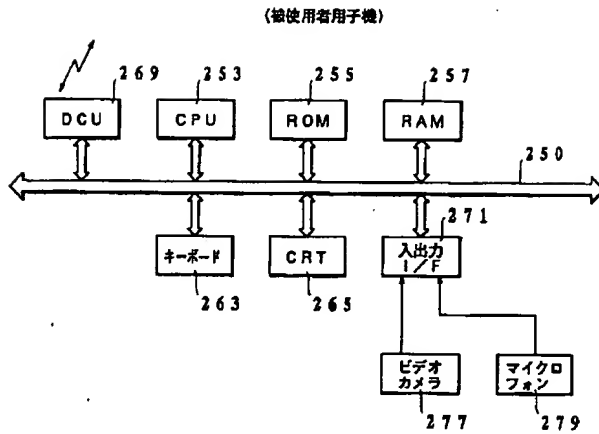 (被使用者用子機)
269
253
255
257
DCU
CPU
ROM
RAM
250
271
キーボード
CRT
入出力
I/F
263
265
ビデオ
カメラ
マイクロ
フォン
277
279